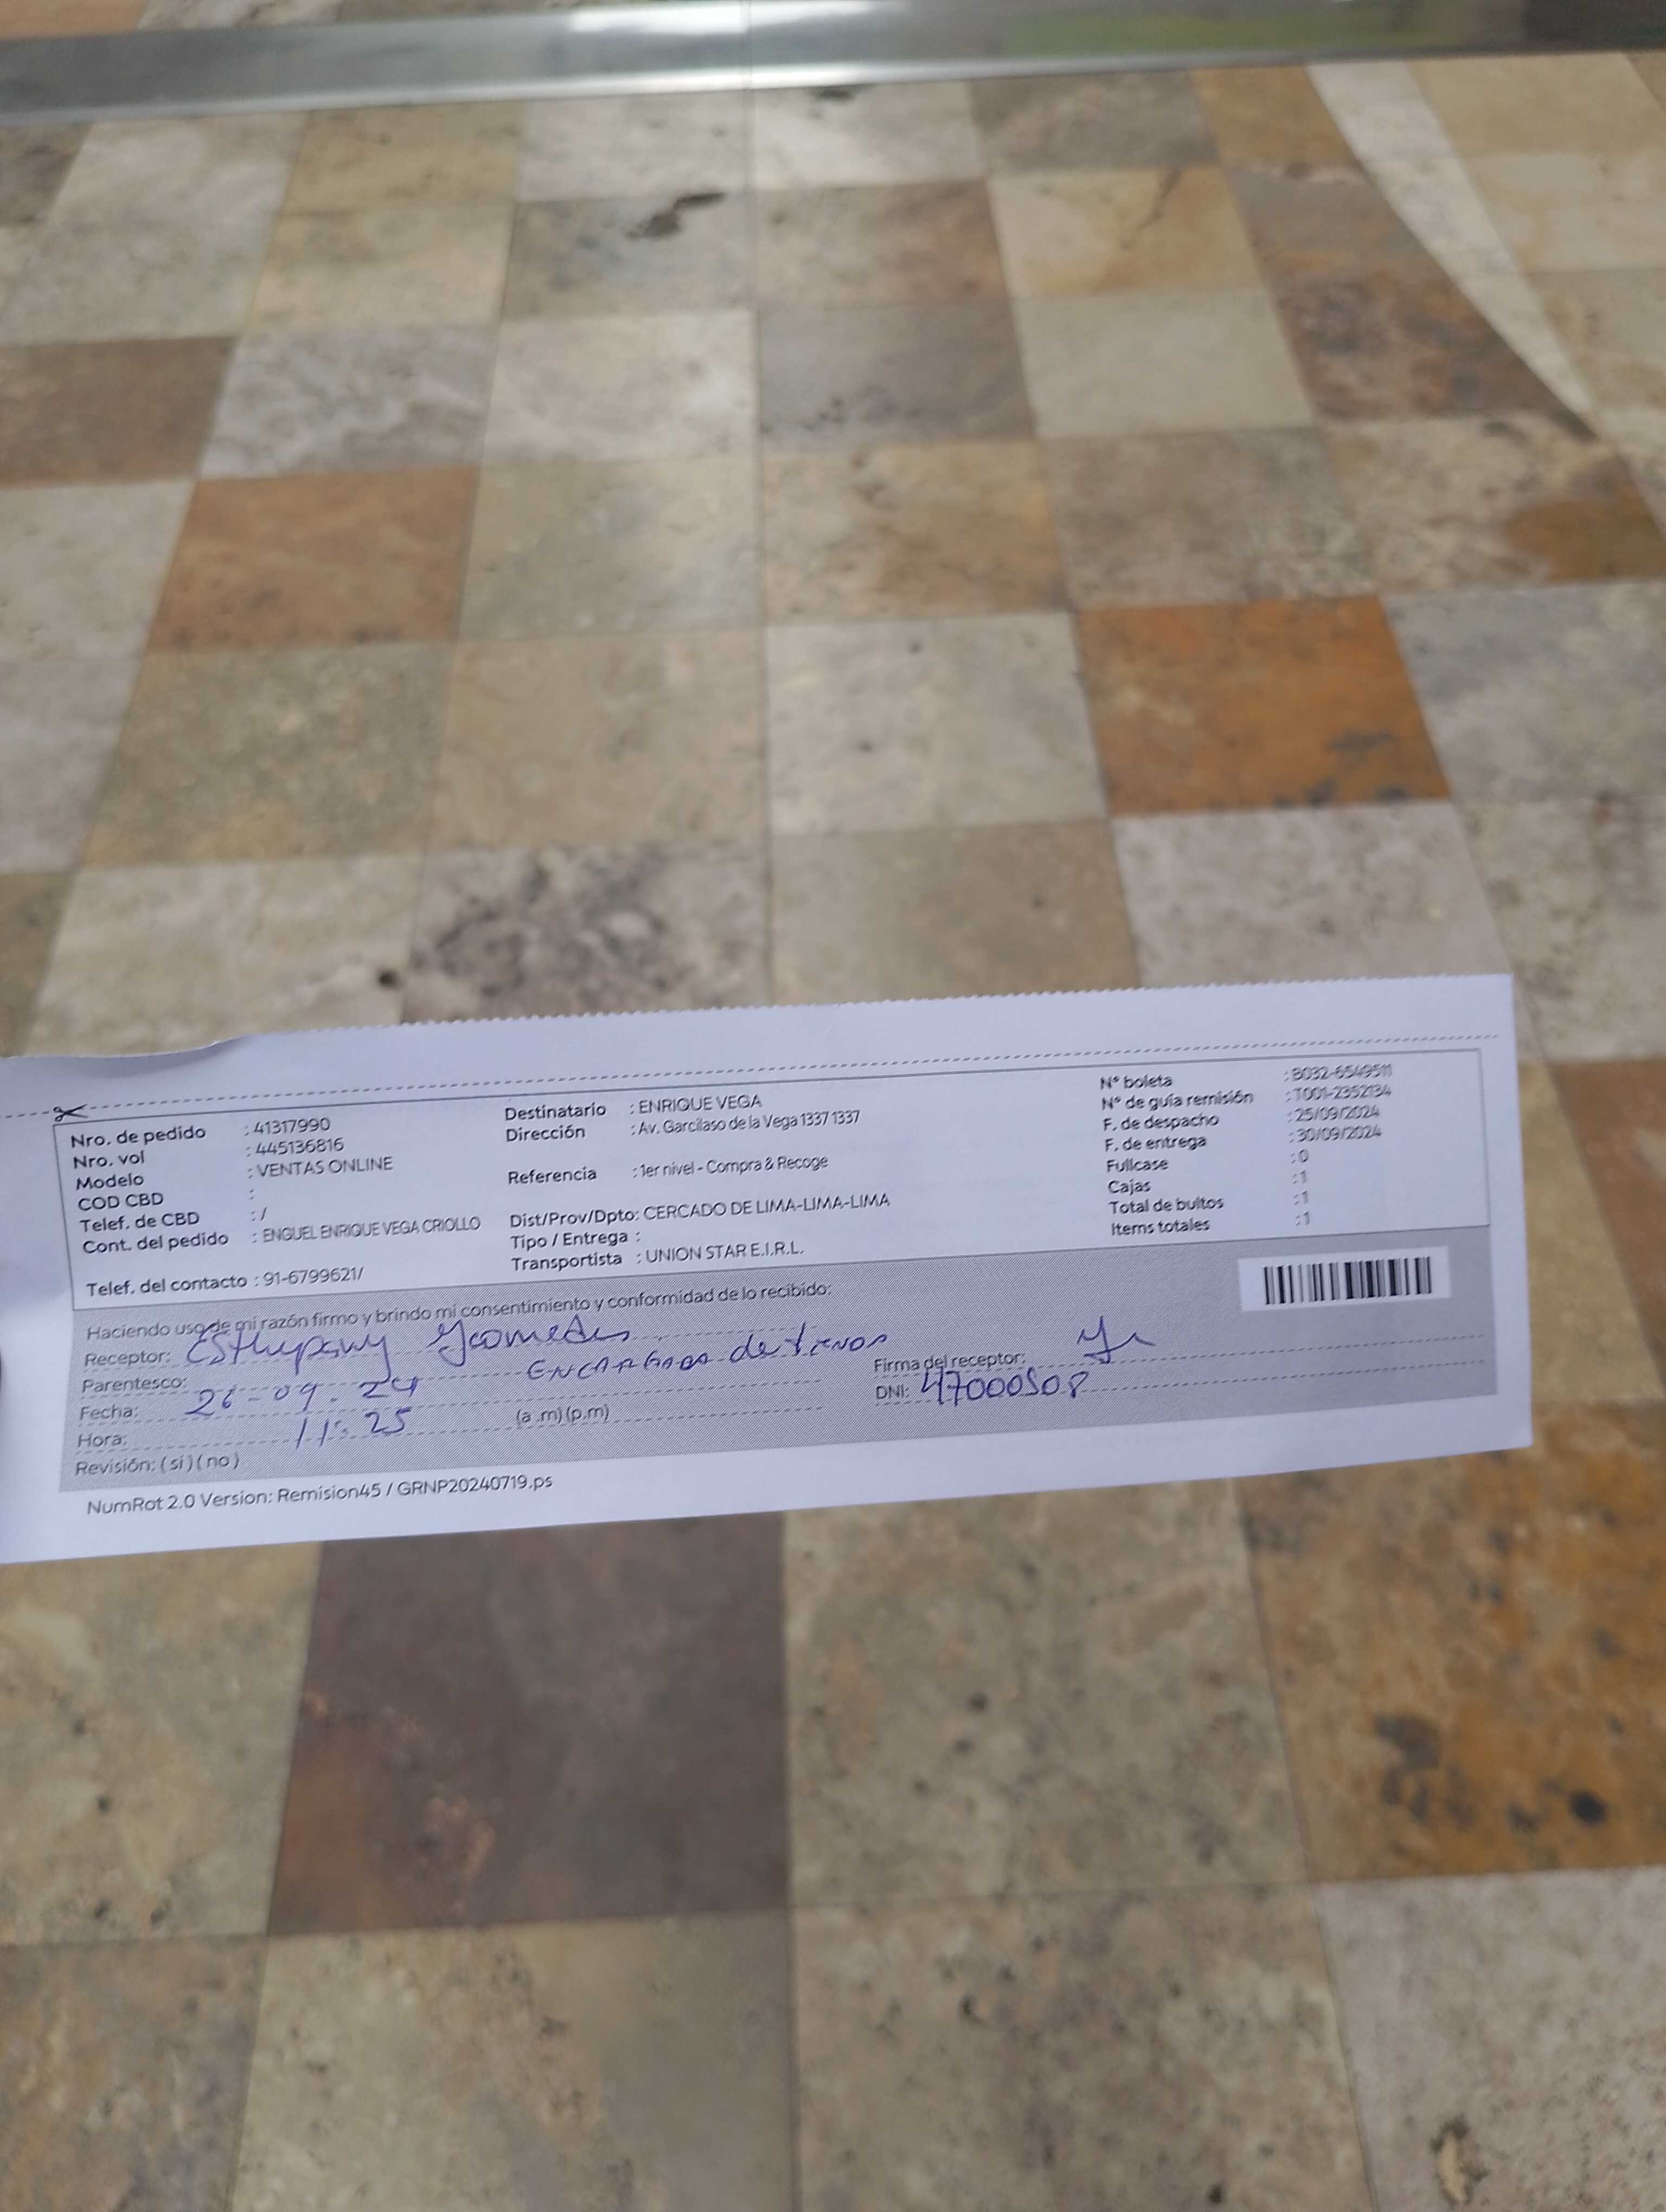 Nro. de pedido : 41317990
Nro. vol : 445136816
Modelo : VENTAS ONLINE
COD CBD :
Telef. de CBD : /
Cont. del pedido : ENGUEL ENRIQUE VEGA CRIOLLO
Telef. del contacto : 91-6799621/
Destinatario : ENRIQUE VEGA
Dirección : Av. Garcilaso de la Vega 1337 1337
Referencia : 1er nivel - Compra & Recoge
Dist/Prov/Dpto: CERCADO DE LIMA-LIMA-LIMA
Tipo / Entrega :
Transportista : UNION STAR E.I.R.L.
N° boleta : B032-6549511
N° de guía remisión : T001-2352134
F. de despacho : 25/09/2024
F. de entrega : 30/09/2024
Fullcase : 0
Cajas : 1
Total de bultos : 1
Items totales : 1
Haciendo uso de mi razón firmo y brindo mi consentimiento y conformidad de lo recibido:
Receptor: Esthepany
Parentesco: Encargada de
Fecha: 26-09-24
Hora: 11:25 (a .m) (p.m)
Revisión: ( sí ) ( no )
Firma del receptor:
DNI: 47000508
NumRot 2.0 Version: Remision45 / GRNP20240719.ps